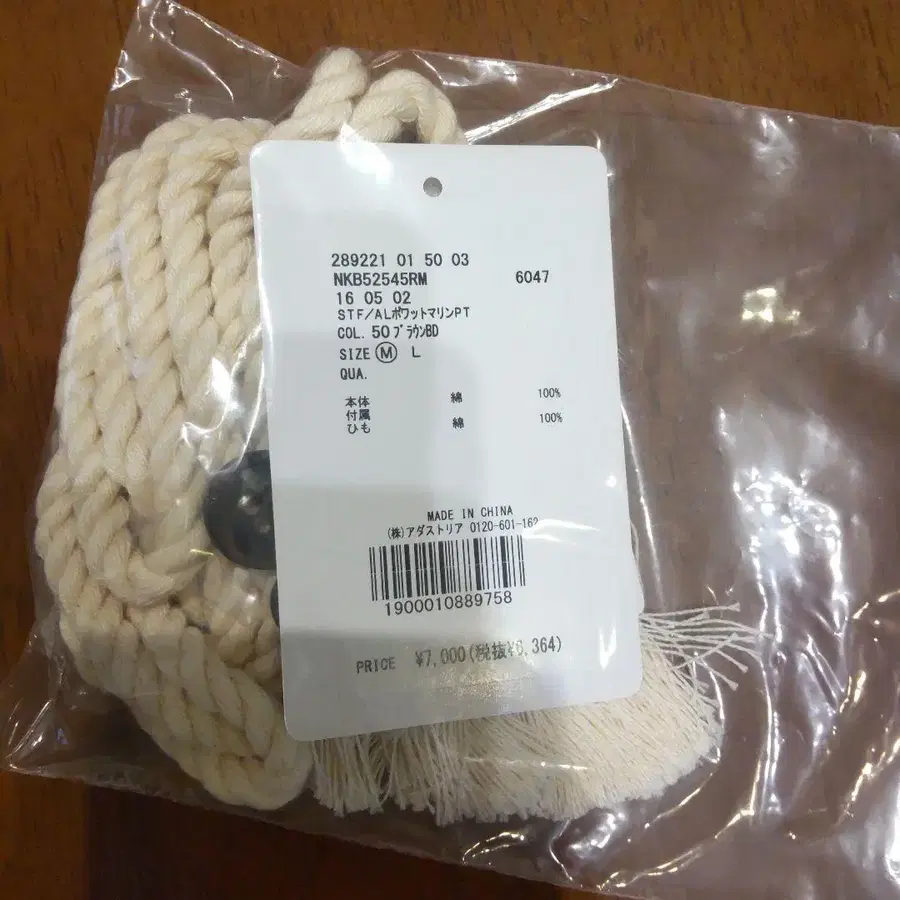 289221 01 50 03
NKB52545RM 6047
16 05 02
STF/ALポワットマリンPT
COL. 50 ﾌﾞﾗｳﾝBD
SIZE Ⓜ L
QUA.
本体 綿 100%
付属 綿 100%
ひも
MADE IN CHINA
(株)アダストリア 0120-601-162
1900010889758
PRICE ¥7,000(税抜¥6,364)